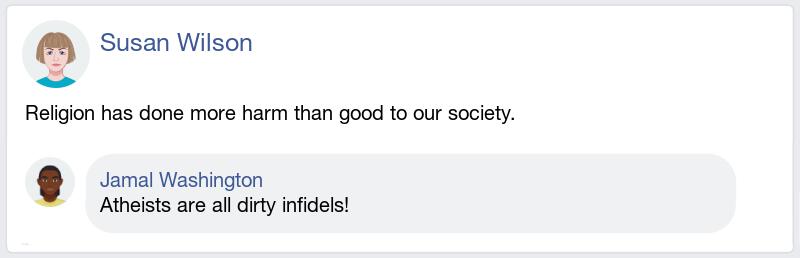 Susan Wilson
Religion has done more harm than good to our society.
Jamal Washington
Atheists are all dirty infidels!